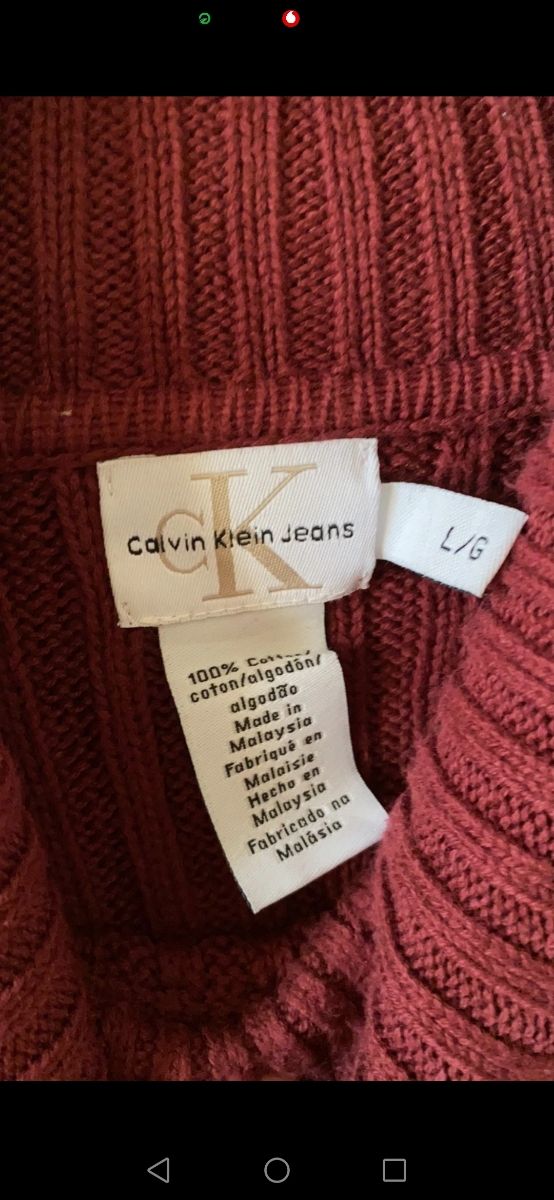 CK
Calvin Klein Jeans
L/G
100% Cotton/
coton/algodón/
algodão
Made in
Malaysia
Fabriqué en
Malaisie
Hecho en
Malaysia
Fabricado na
Malásia